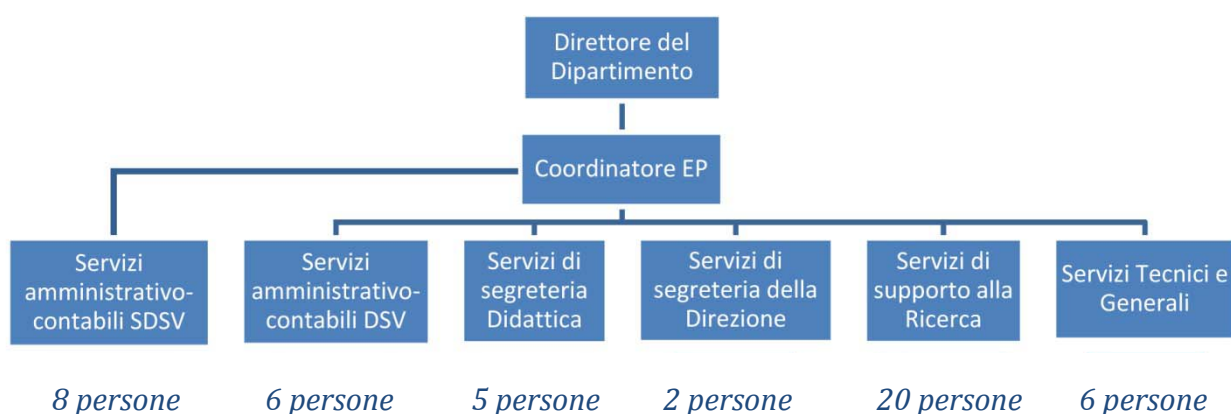 Direttore del
Dipartimento
Coordinatore EP
Servizi
amministrativo-
contabili SDSV
Servizi
amministrativo-
contabili DSV
Servizi di
segreteria
Didattica
Servizi di
segreteria della
Direzione
Servizi di
supporto alla
Ricerca
Servizi Tecnici e
Generali
8 persone
6 persone
5 persone
2 persone
20 persone
6 persone